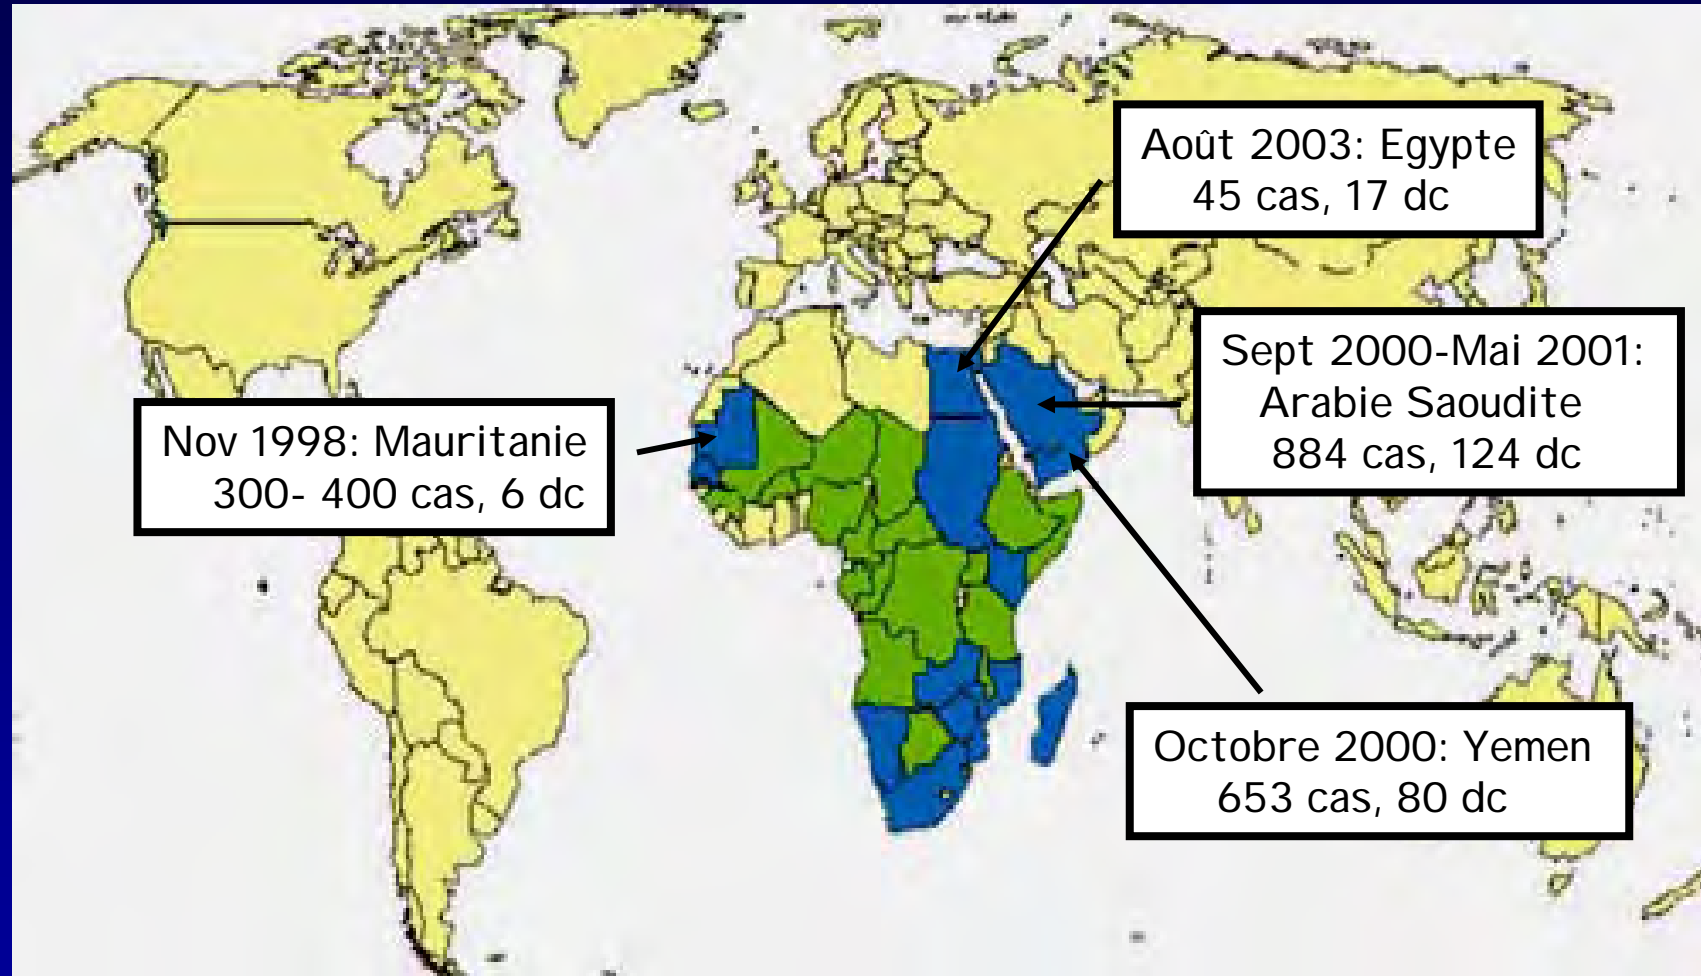 Août 2003: Egypte
45 cas, 17 dc
Sept 2000-Mai 2001:
Arabie Saoudite
884 cas, 124 dc
Nov 1998: Mauritanie
300- 400 cas, 6 dc
Octobre 2000: Yemen
653 cas, 80 dc